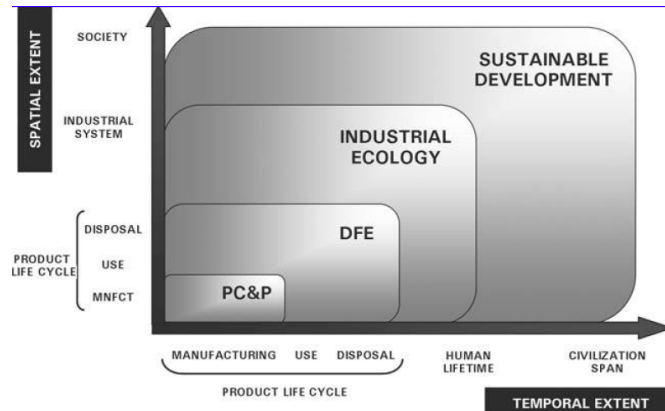 SPATIAL EXTENT
SOCIETY
INDUSTRIAL
SYSTEM
PRODUCT
LIFE CYCLE
DISPOSAL
USE
MNFCT
SUSTAINABLE
DEVELOPMENT
INDUSTRIAL
ECOLOGY
DFE
PC&P
MANUFACTURING USE DISPOSAL
PRODUCT LIFE CYCLE
HUMAN
LIFETIME
CIVILIZATION
SPAN
TEMPORAL EXTENT